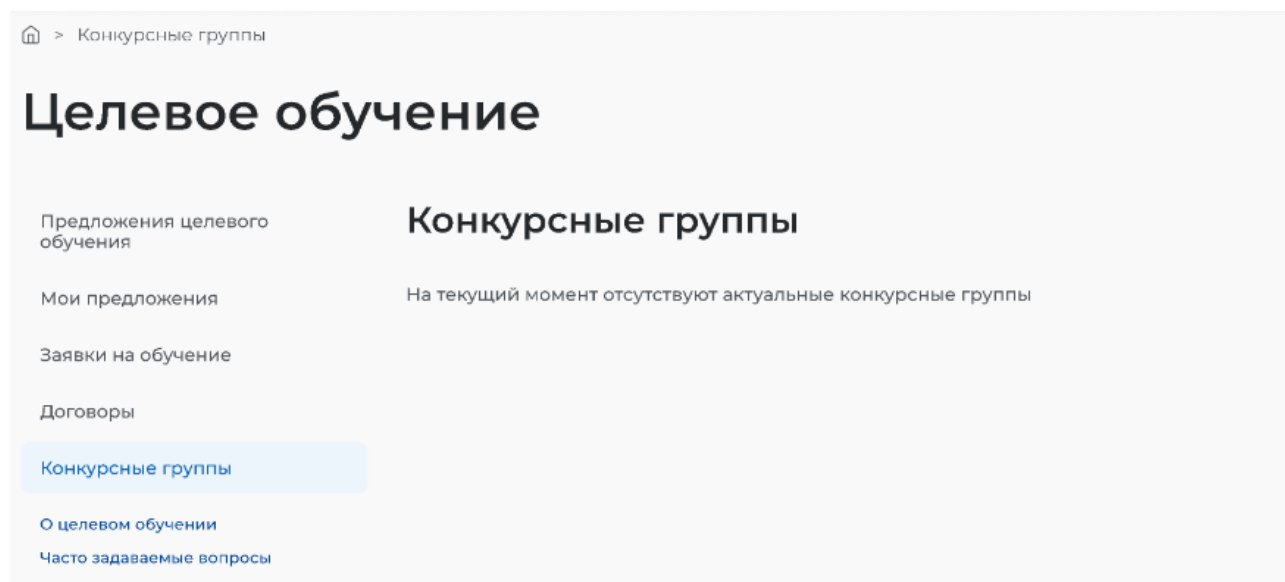 > Конкурсные группы
Целевое обучение
Предложения целевого
обучения
Мои предложения
Заявки на обучение
Договоры
Конкурсные группы
О целевом обучении
Часто задаваемые вопросы
Конкурсные группы
На текущий момент отсутствуют актуальные конкурсные группы